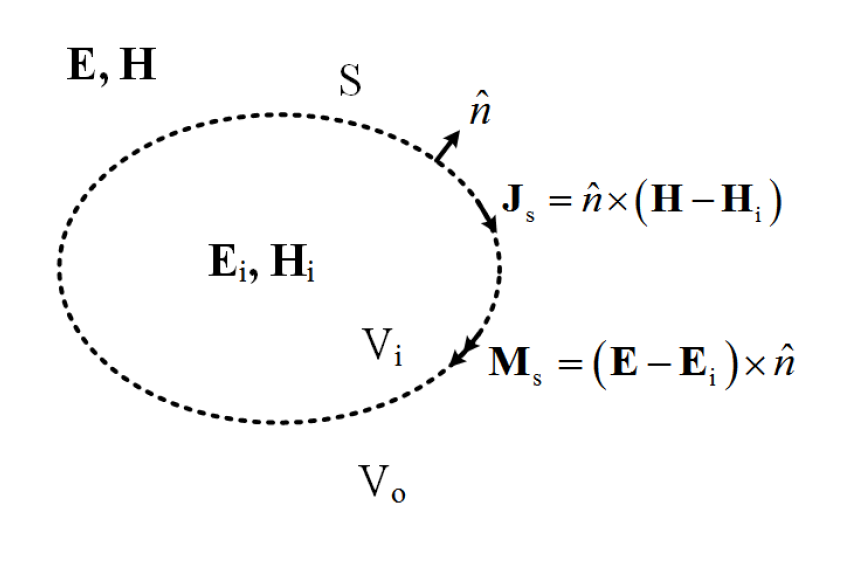 E, H
S
n̂
J_s = n̂×(H−H_i)
E_i, H_i
V_i
M_s = (E−E_i)×n̂
V_o